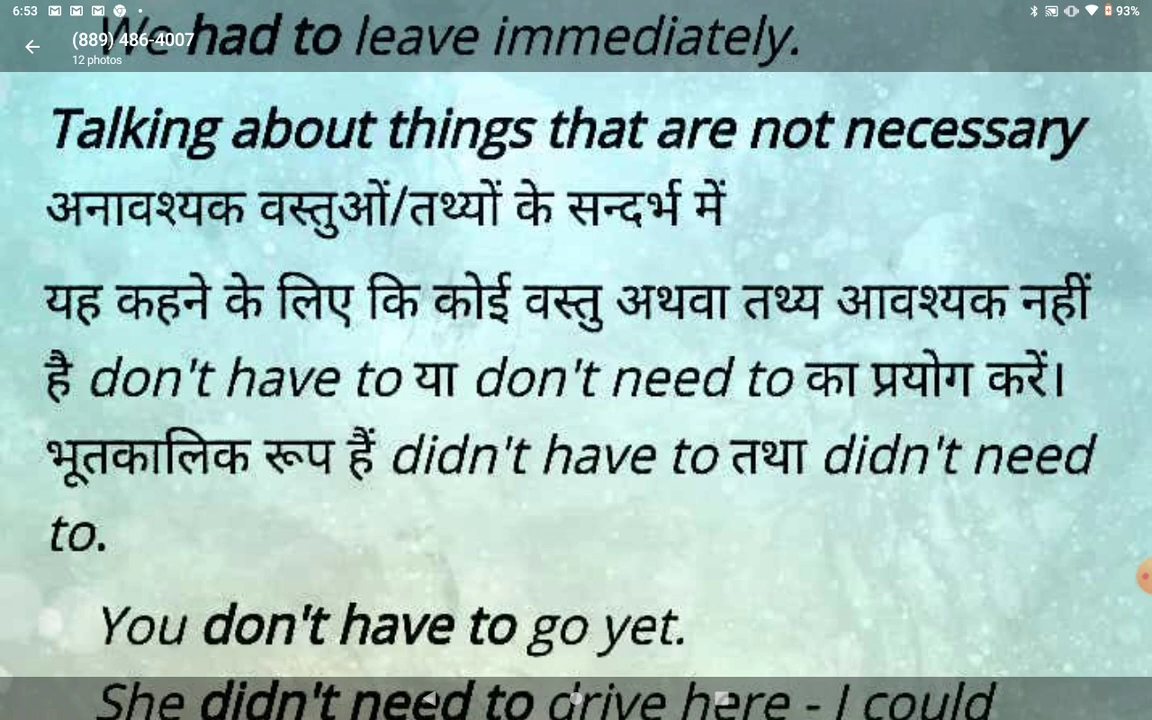 6:53
93%
(889) 486-4007
12 photos
We had to leave immediately.
Talking about things that are not necessary
अनावश्यक वस्तुओं/तथ्यों के सन्दर्भ में
यह कहने के लिए कि कोई वस्तु अथवा तथ्य आवश्यक नहीं
है don't have to या don't need to का प्रयोग करें।
भूतकालिक रूप हैं didn't have to तथा didn't need
to.
You don't have to go yet.
She didn't need to drive here - I could